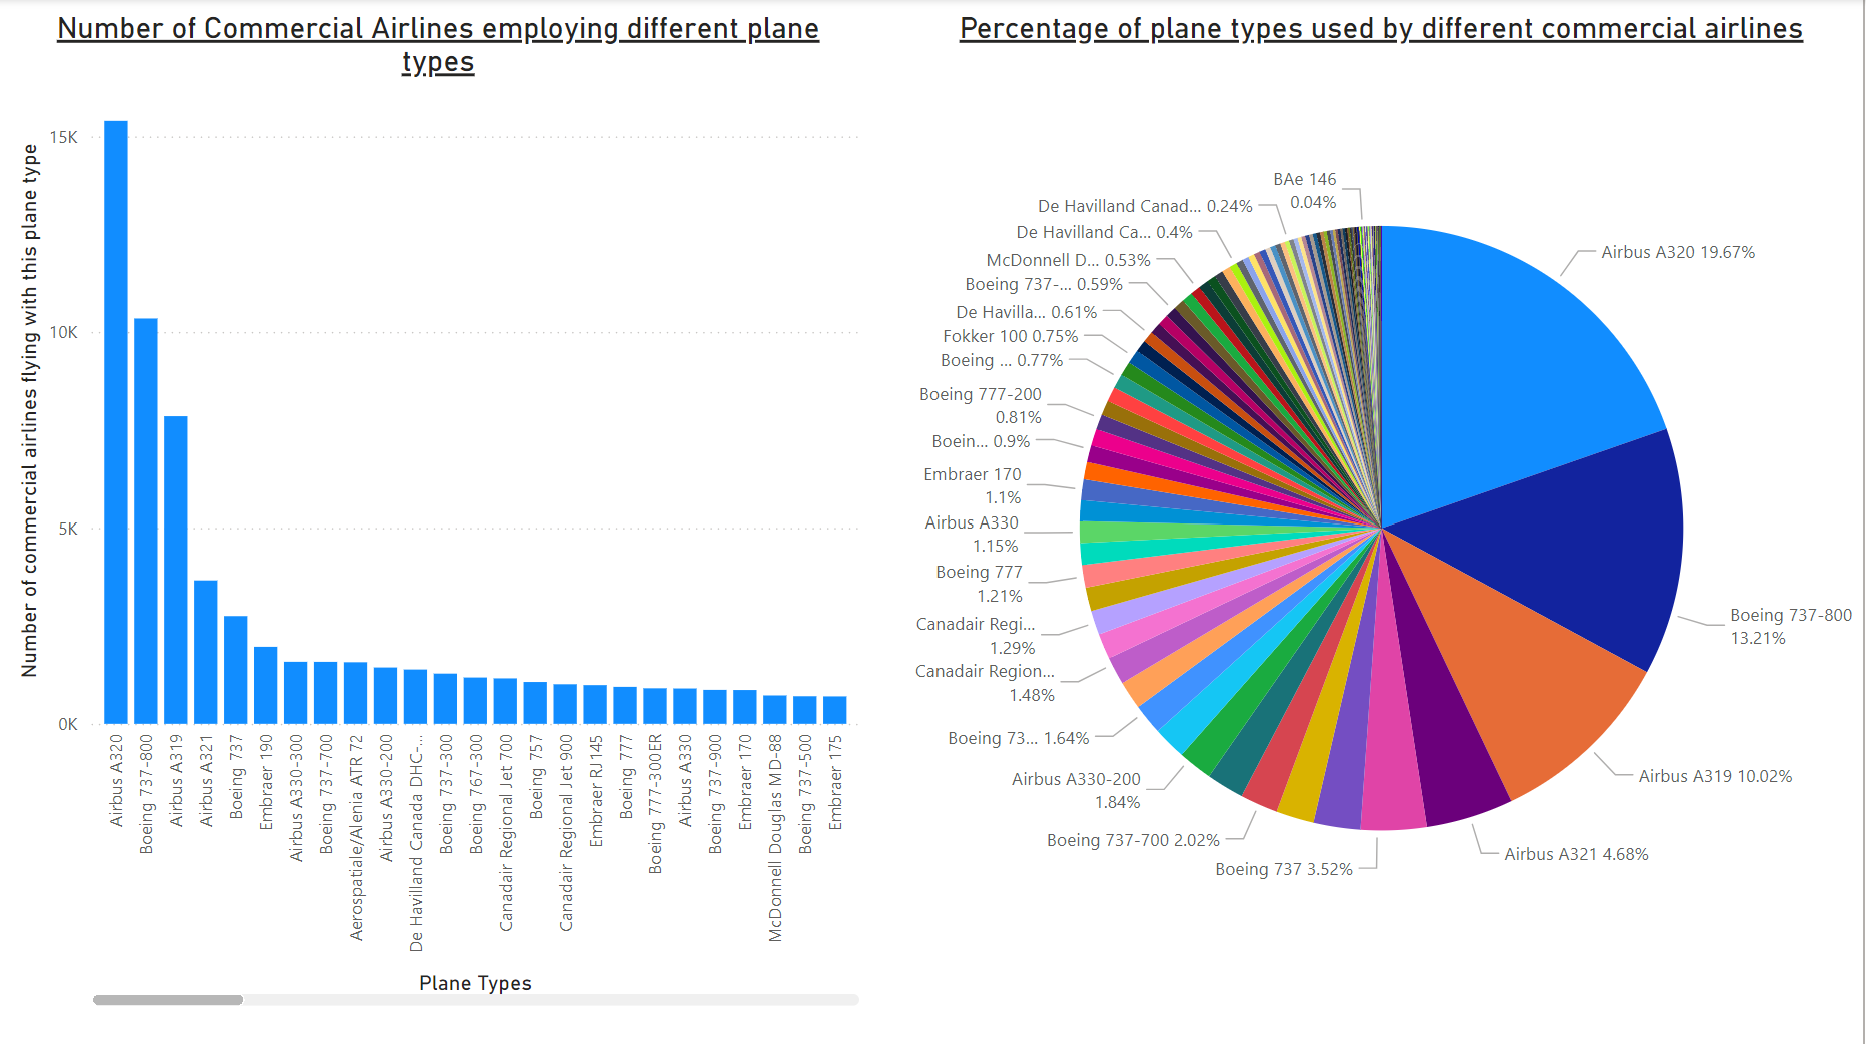 Number of Commercial Airlines employing different plane
types
Number of commercial airlines flying with this plane type
15K
10K
5K
0K
Airbus A320
Boeing 737-800
Airbus A319
Airbus A321
Boeing 737
Embraer 190
Airbus A330-300
Boeing 737-700
Aerospatiale/Alenia ATR 72
Airbus A330-200
De Havilland Canada DHC-...
Boeing 737-300
Boeing 767-300
Canadair Regional Jet 700
Boeing 757
Canadair Regional Jet 900
Embraer RJ145
Boeing 777
Boeing 777-300ER
Airbus A330
Boeing 737-900
Embraer 170
McDonnell Douglas MD-88
Boeing 737-500
Embraer 175
Plane Types
Percentage of plane types used by different commercial airlines
BAe 146
0.04%
De Havilland Canad... 0.24%
De Havilland Ca... 0.4%
McDonnell D... 0.53%
Boeing 737-... 0.59%
De Havilla... 0.61%
Fokker 100 0.75%
Boeing ... 0.77%
Boeing 777-200
0.81%
Boein... 0.9%
Embraer 170
1.1%
Airbus A330
1.15%
Boeing 777
1.21%
Canadair Regi...
1.29%
Canadair Region...
1.48%
Boeing 73... 1.64%
Airbus A330-200
1.84%
Boeing 737-700 2.02%
Boeing 737 3.52%
Airbus A321 4.68%
Airbus A319 10.02%
Boeing 737-800
13.21%
Airbus A320 19.67%